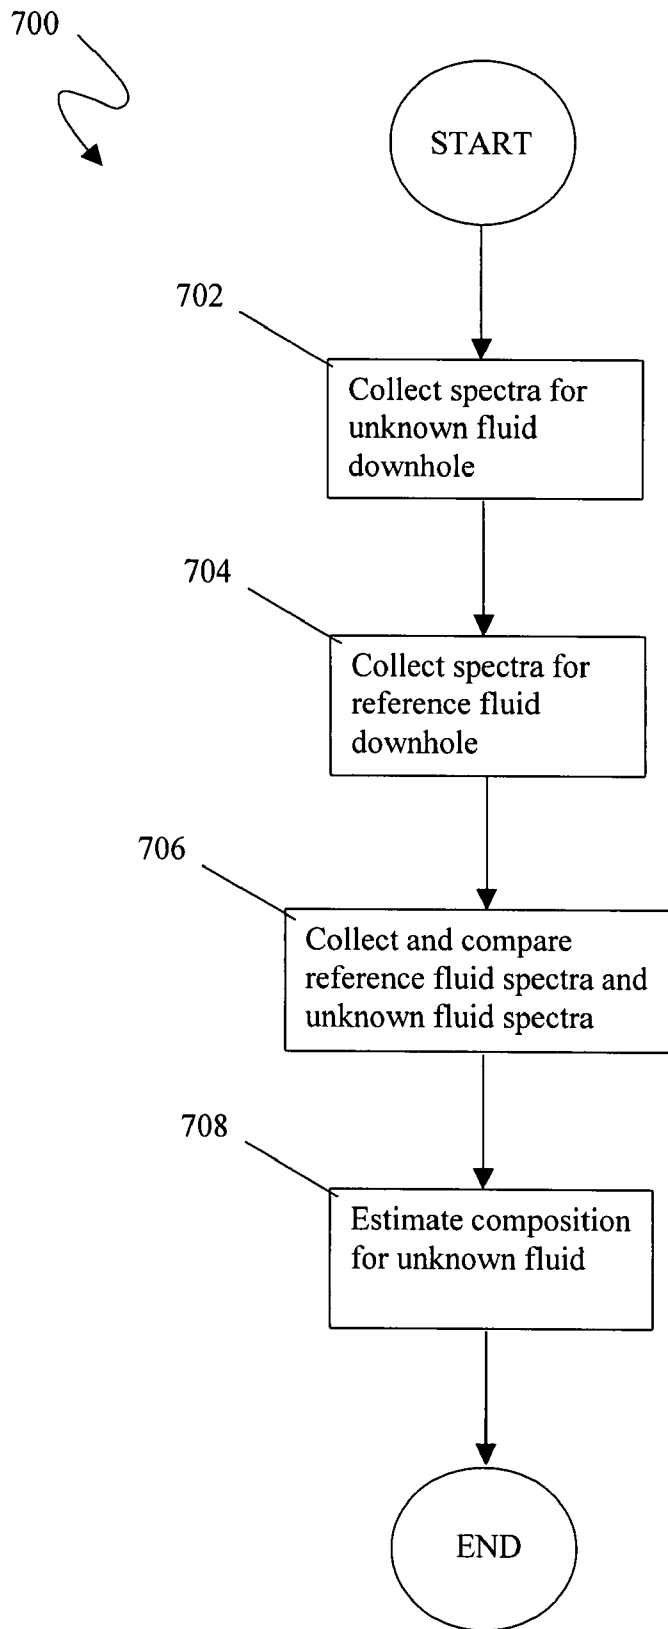 700
START
702
Collect spectra for
unknown fluid
downhole
704
Collect spectra for
reference fluid
downhole
706
Collect and compare
reference fluid spectra and
unknown fluid spectra
708
Estimate composition
for unknown fluid
END